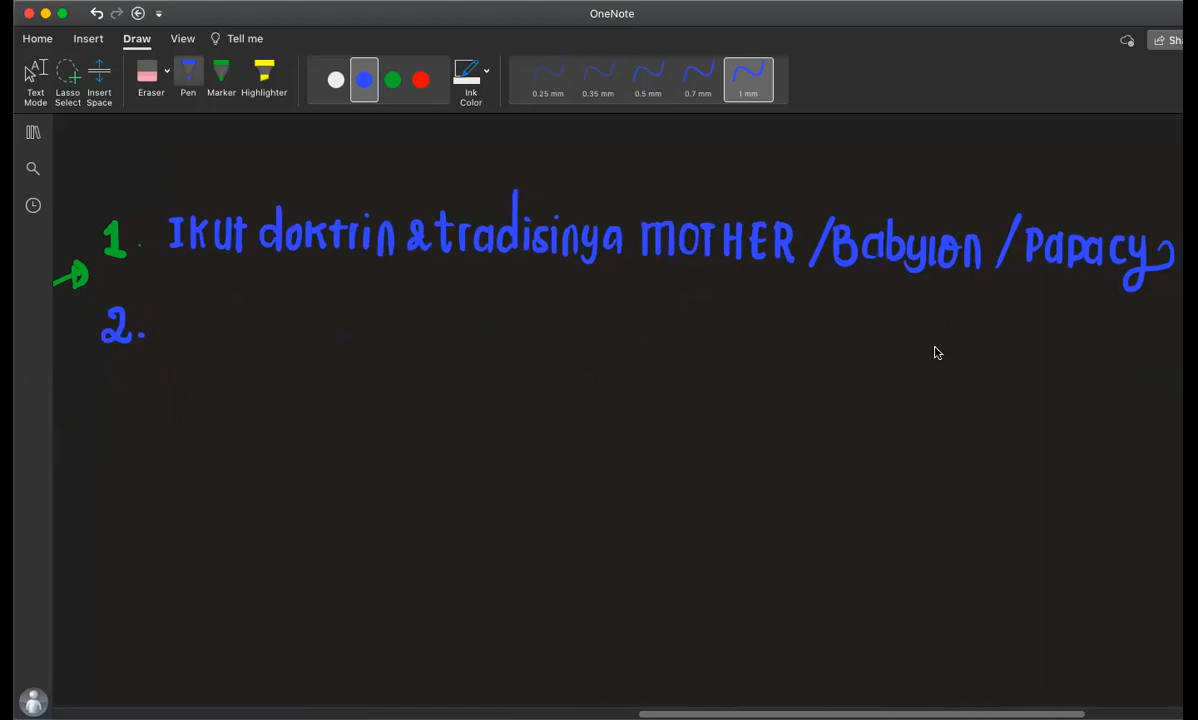 OneNote
Home Insert Draw View Tell me
Sha
Text Mode Lasso Select Insert Space Eraser Pen Marker Highlighter Ink Color 0.25 mm 0.35 mm 0.5 mm 0.7 mm 1 mm
1. Ikut doktrin & tradisinya MOTHER / Babylon / Papacy
2.